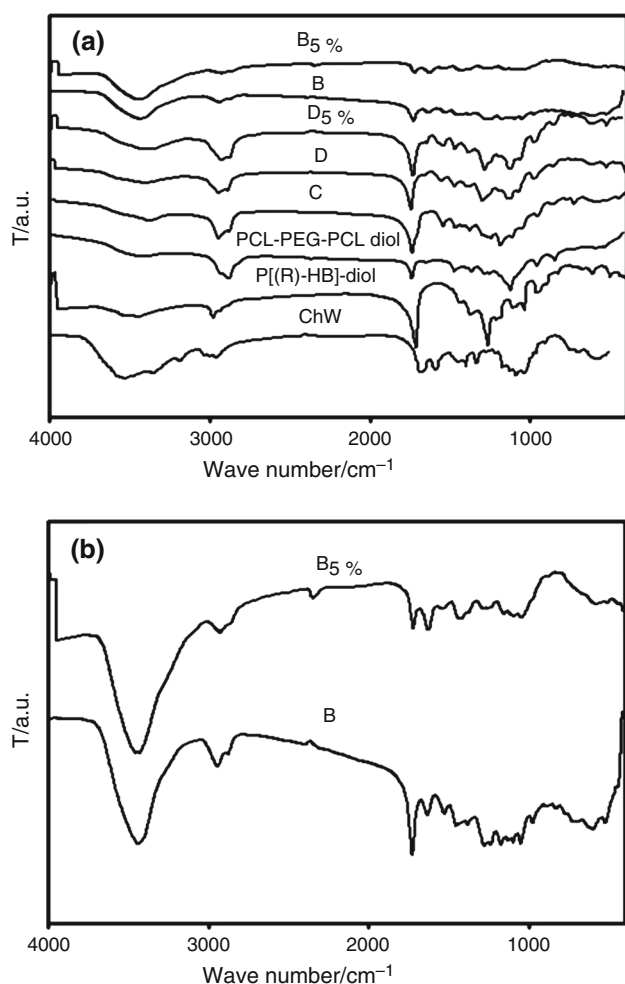 (a)
B5 %
B
D5 %
D
C
PCL-PEG-PCL diol
P[(R)-HB]-diol
ChW
T/a.u.
4000 3000 2000 1000
Wave number/cm−1
(b)
B5 %
B
T/a.u.
4000 3000 2000 1000
Wave number/cm−1